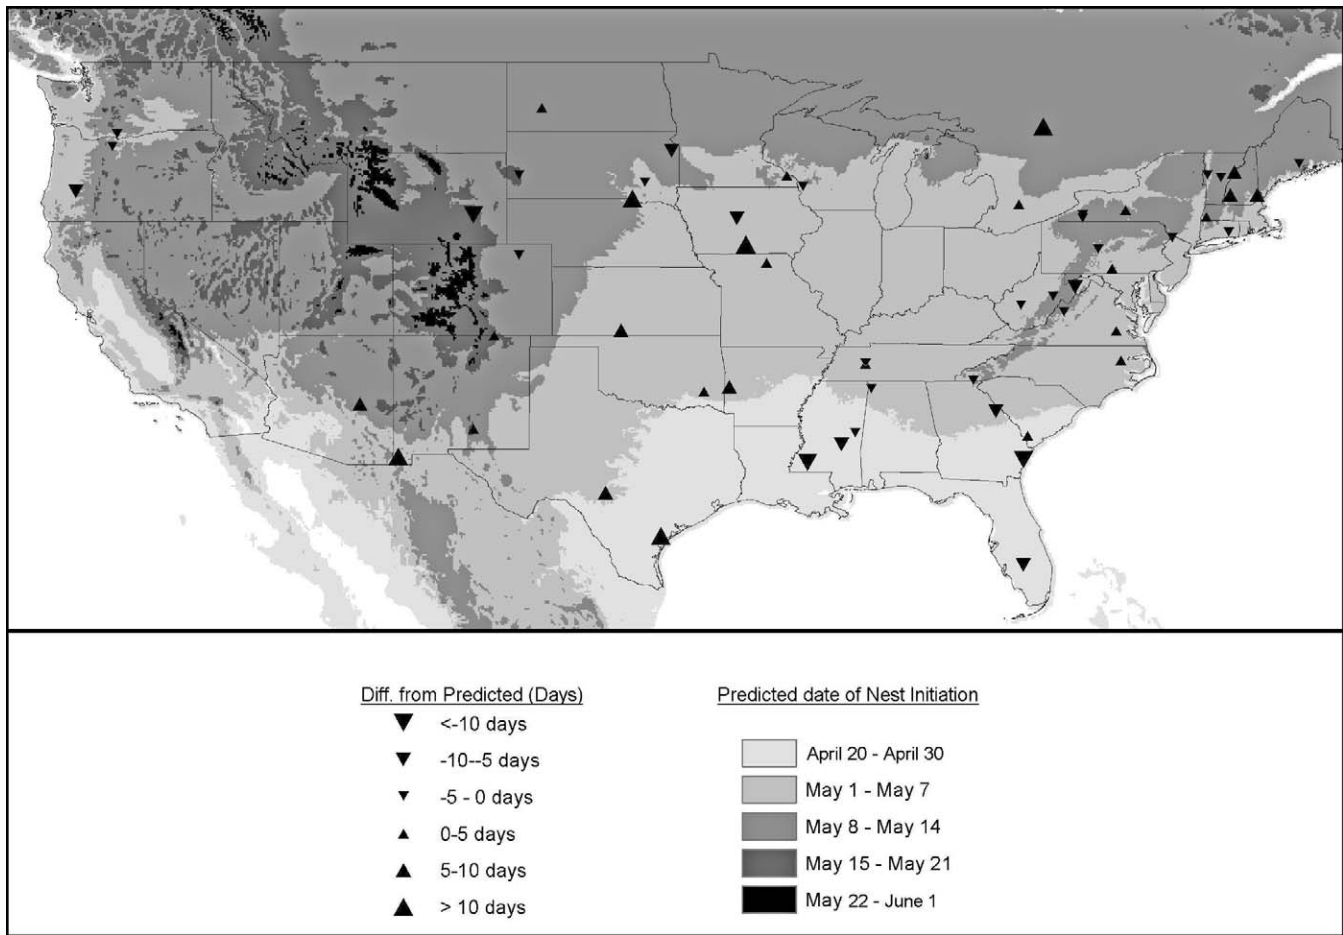 Diff. from Predicted (Days)
<-10 days
-10--5 days
-5 - 0 days
0-5 days
5-10 days
> 10 days
Predicted date of Nest Initiation
April 20 - April 30
May 1 - May 7
May 8 - May 14
May 15 - May 21
May 22 - June 1